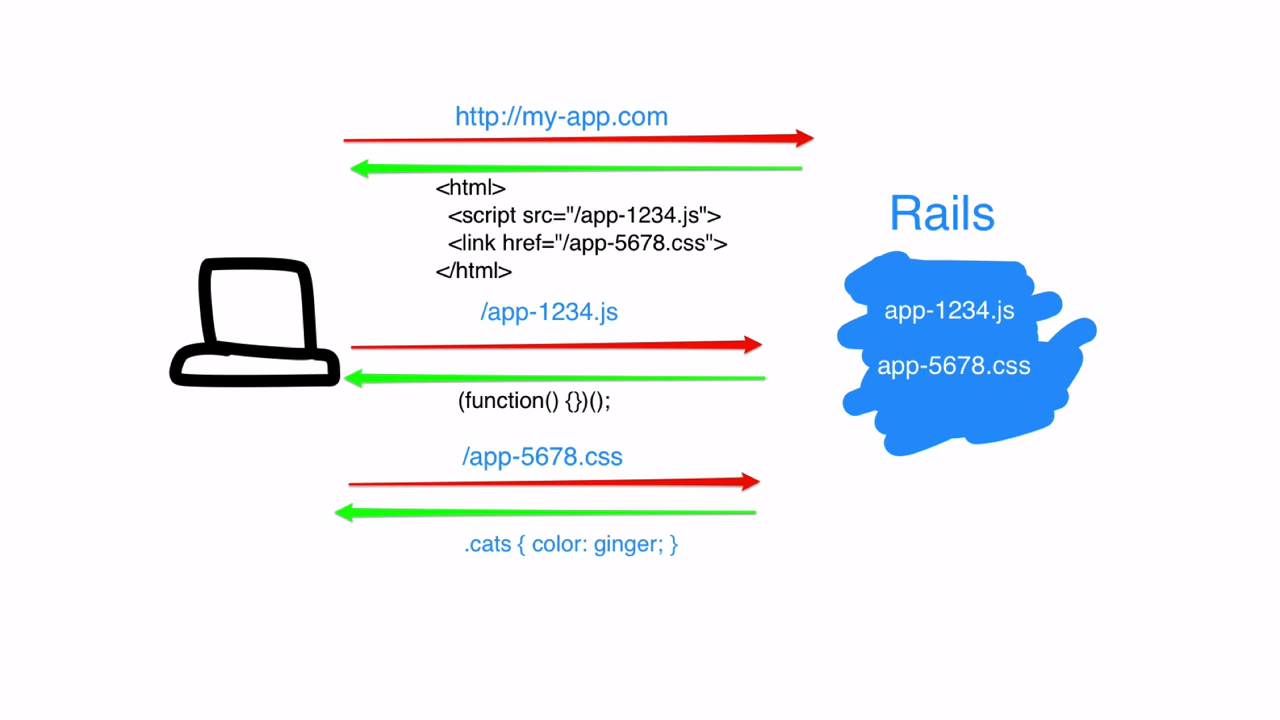 http://my-app.com
<html>
<script src="/app-1234.js">
<link href="/app-5678.css">
</html>
/app-1234.js
(function() {})();
/app-5678.css
.cats { color: ginger; }
Rails
app-1234.js
app-5678.css